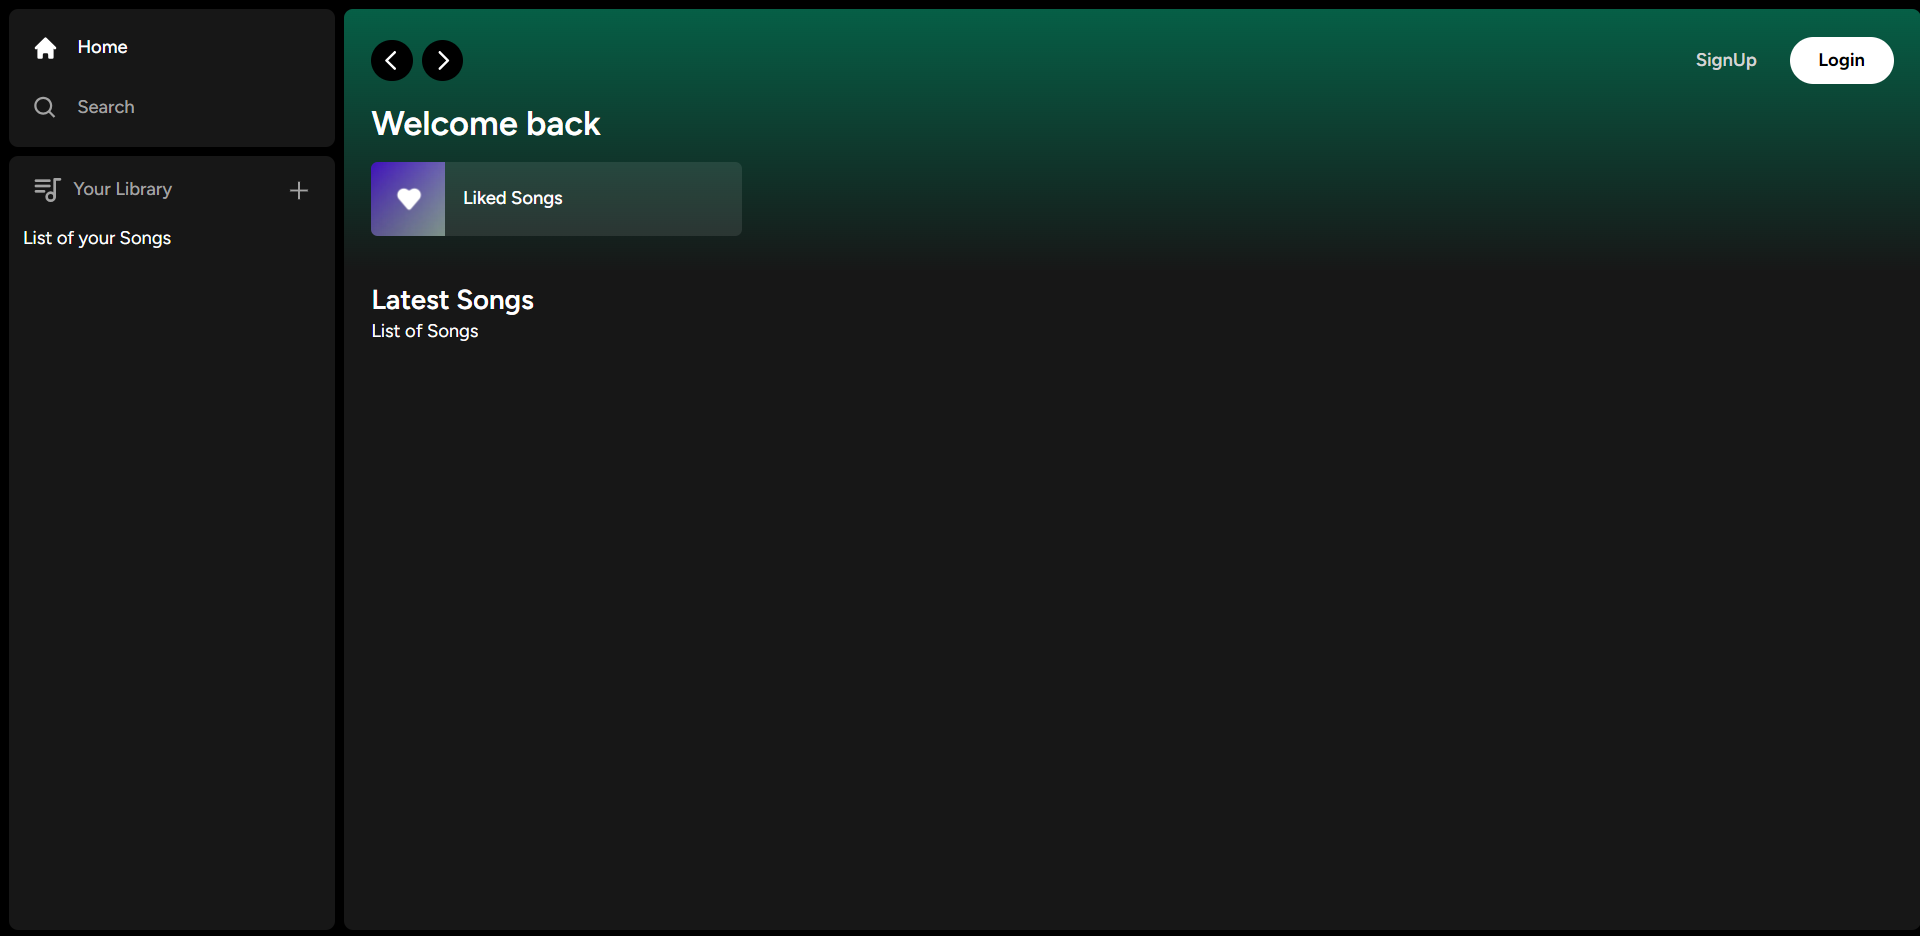 Home
Search
Your Library
List of your Songs
SignUp
Login
Welcome back
Liked Songs
Latest Songs
List of Songs